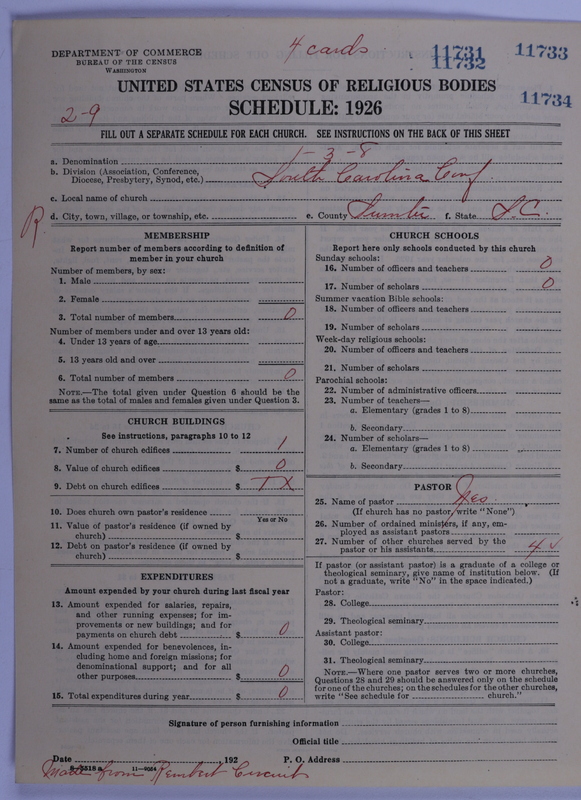 DEPARTMENT OF COMMERCE
BUREAU OF THE CENSUS
WASHINGTON
4 cards
11731
11732
11733
11734
UNITED STATES CENSUS OF RELIGIOUS BODIES
SCHEDULE: 1926
2-9
FILL OUT A SEPARATE SCHEDULE FOR EACH CHURCH. SEE INSTRUCTIONS ON THE BACK OF THIS SHEET
1-3-8
a. Denomination
b. Division (Association, Conference,
Diocese, Presbytery, Synod, etc.) South Carolina Conf.
c. Local name of church
R
d. City, town, village, or township, etc. e. County Sumter f. State S.C.
MEMBERSHIP
Report number of members according to definition of
member in your church
Number of members, by sex:
1. Male
2. Female
3. Total number of members 0
Number of members under and over 13 years old:
4. Under 13 years of age
5. 13 years old and over
6. Total number of members 0
NOTE.—The total given under Question 6 should be the
same as the total of males and females given under Question 3.
CHURCH BUILDINGS
See instructions, paragraphs 10 to 12
7. Number of church edifices 1
8. Value of church edifices $ 0
9. Debt on church edifices $ T X
10. Does church own pastor's residence
Yes or No
11. Value of pastor's residence (if owned by
church) $
12. Debt on pastor's residence (if owned by
church) $
EXPENDITURES
Amount expended by your church during last fiscal year
13. Amount expended for salaries, repairs,
and other running expenses; for im-
provements or new buildings; and for
payments on church debt $ 0
14. Amount expended for benevolences, in-
cluding home and foreign missions; for
denominational support; and for all
other purposes $ 0
15. Total expenditures during year $ 0
CHURCH SCHOOLS
Report here only schools conducted by this church
Sunday schools:
16. Number of officers and teachers 0
17. Number of scholars 0
Summer vacation Bible schools:
18. Number of officers and teachers
19. Number of scholars
Week-day religious schools:
20. Number of officers and teachers
21. Number of scholars
Parochial schools:
22. Number of administrative officers
23. Number of teachers—
a. Elementary (grades 1 to 8)
b. Secondary
24. Number of scholars—
a. Elementary (grades 1 to 8)
b. Secondary
PASTOR
25. Name of pastor Yes
(If church has no pastor, write "None")
26. Number of ordained ministers, if any, em-
ployed as assistant pastors
27. Number of other churches served by the
pastor or his assistants 4 ✓
If pastor (or assistant pastor) is a graduate of a college or
theological seminary, give name of institution below. (If
not a graduate, write "No" in the space indicated.)
Pastor:
28. College
29. Theological seminary
Assistant pastor:
30. College
31. Theological seminary
NOTE.—Where one pastor serves two or more churches,
Questions 28 and 29 should be answered only on the schedule
for one of the churches; on the schedules for the other churches,
write "See schedule for church."
Signature of person furnishing information
Official title
Date , 192 P. O. Address
8-5518 a 11-9064
Made from Rembert Circuit